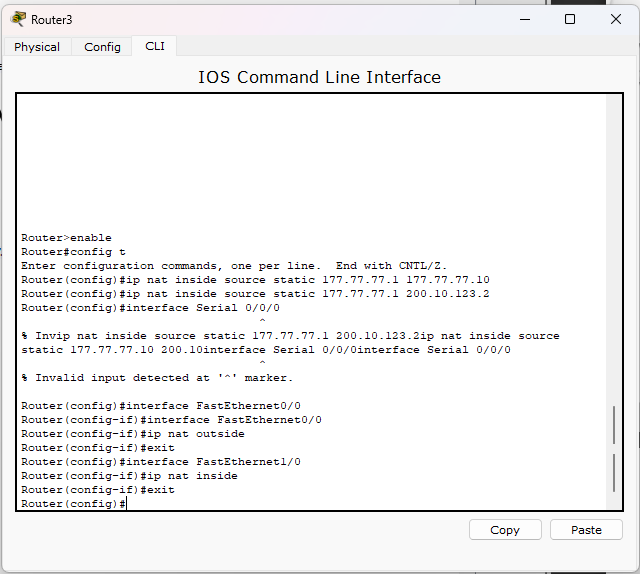 Router3
Physical Config CLI
IOS Command Line Interface
Router>enable
Router#config t
Enter configuration commands, one per line.  End with CNTL/Z.
Router(config)#ip nat inside source static 177.77.77.1 177.77.77.10
Router(config)#ip nat inside source static 177.77.77.1 200.10.123.2
Router(config)#interface Serial 0/0/0
^
% Invip nat inside source static 177.77.77.1 200.10.123.2ip nat inside source
static 177.77.77.10 200.10interface Serial 0/0/0interface Serial 0/0/0
^
% Invalid input detected at '^' marker.
Router(config)#interface FastEthernet0/0
Router(config-if)#interface FastEthernet0/0
Router(config-if)#ip nat outside
Router(config-if)#exit
Router(config)#interface FastEthernet1/0
Router(config-if)#ip nat inside
Router(config-if)#exit
Router(config)#
Copy Paste